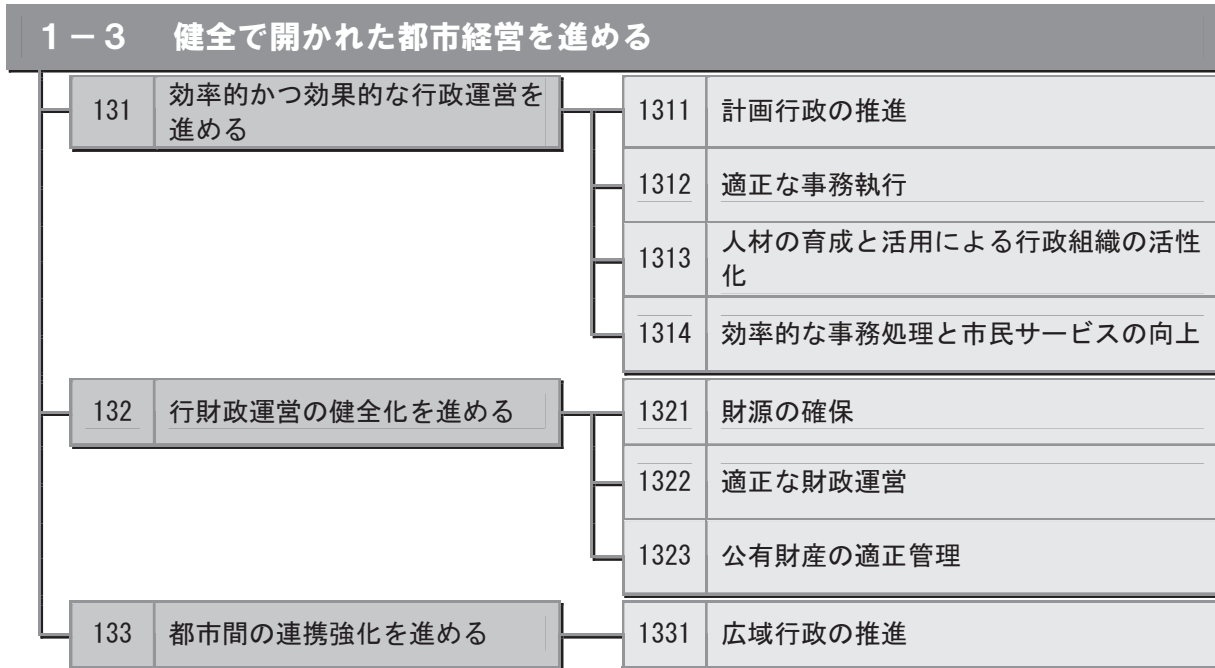 １－３　健全で開かれた都市経営を進める
131 効率的かつ効果的な行政運営を
進める
1311 計画行政の推進
1312 適正な事務執行
1313 人材の育成と活用による行政組織の活性
化
1314 効率的な事務処理と市民サービスの向上
132 行財政運営の健全化を進める
1321 財源の確保
1322 適正な財政運営
1323 公有財産の適正管理
133 都市間の連携強化を進める
1331 広域行政の推進